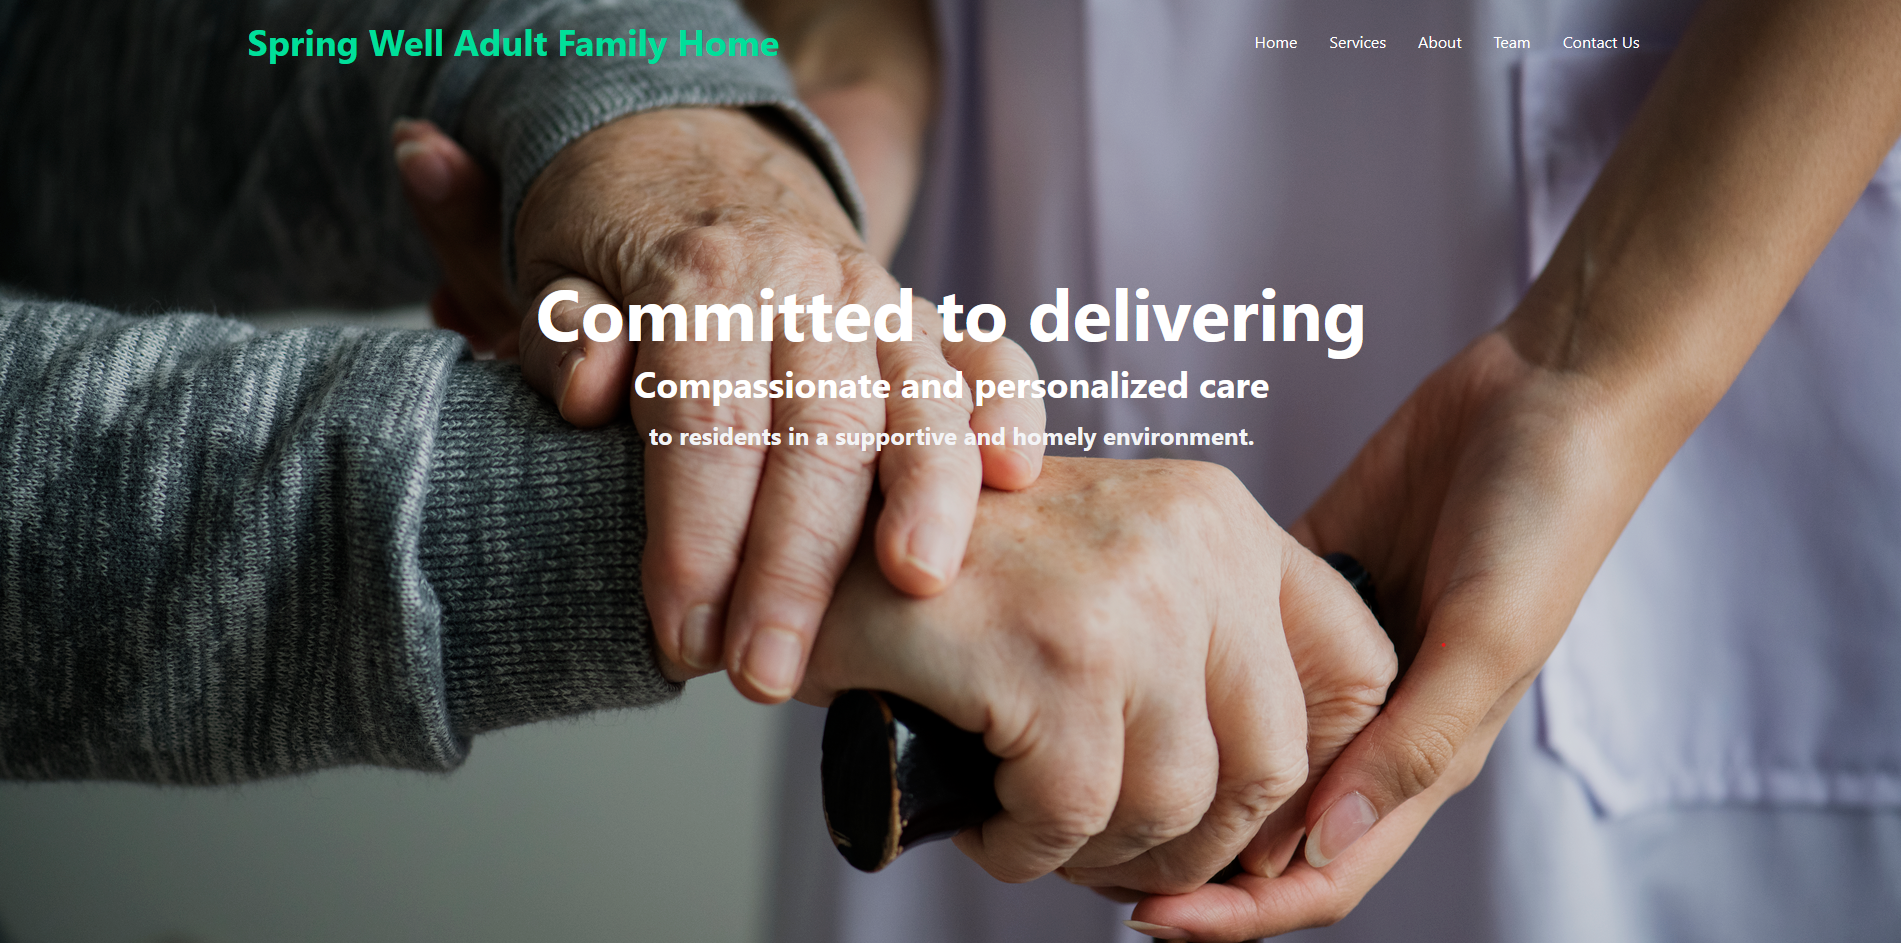 Spring Well Adult Family Home
Home Services About Team Contact Us
Committed to delivering
Compassionate and personalized care
to residents in a supportive and homely environment.